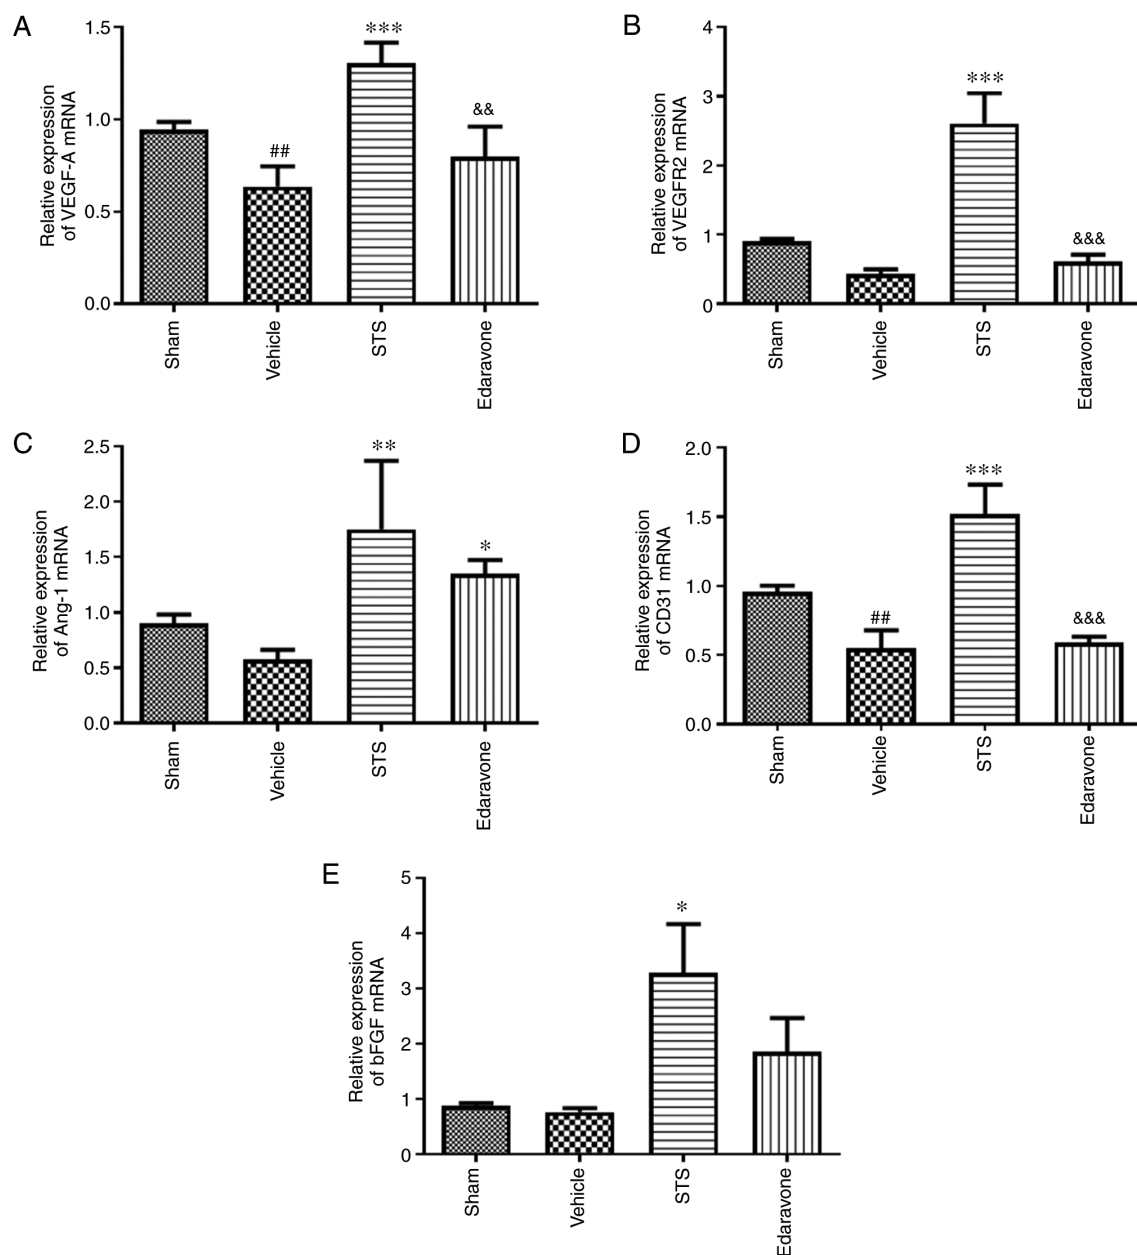 A
Relative expression
of VEGF-A mRNA
1.5
1.0
0.5
0.0
##
***
&&
Sham
Vehicle
STS
Edaravone
B
Relative expression
of VEGFR2 mRNA
4
3
2
1
0
***
&&&
Sham
Vehicle
STS
Edaravone
C
Relative expression
of Ang-1 mRNA
2.5
2.0
1.5
1.0
0.5
0.0
**
*
Sham
Vehicle
STS
Edaravone
D
Relative expression
of CD31 mRNA
2.0
1.5
1.0
0.5
0.0
##
***
&&&
Sham
Vehicle
STS
Edaravone
E
Relative expression
of bFGF mRNA
5
4
3
2
1
0
*
Sham
Vehicle
STS
Edaravone